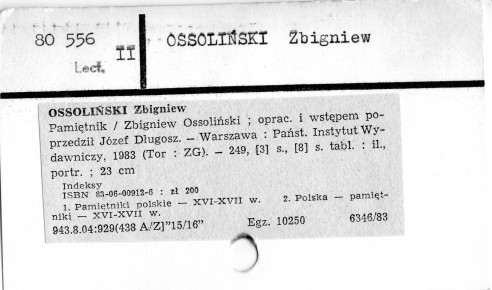 80 556 II OSSOLIŃSKI Zbigniew
Lect.
OSSOLIŃSKI Zbigniew
Pamiętnik / Zbigniew Ossoliński ; oprac. i wstępem po-
przedził Józef Długosz. — Warszawa : Państ. Instytut Wy-
dawniczy, 1983 (Tor : ZG). — 249, [3] s., [8] s. tabl. : il.,
portr. ; 23 cm
Indeksy
ISBN 83-06-00912-6 : zł 200
1. Pamiętniki polskie — XVI-XVII w. 2. Polska — pamięt-
niki — XVI-XVII w.
943.8.04:929(438 A/Z]"15/16" Egz. 10250 6346/83